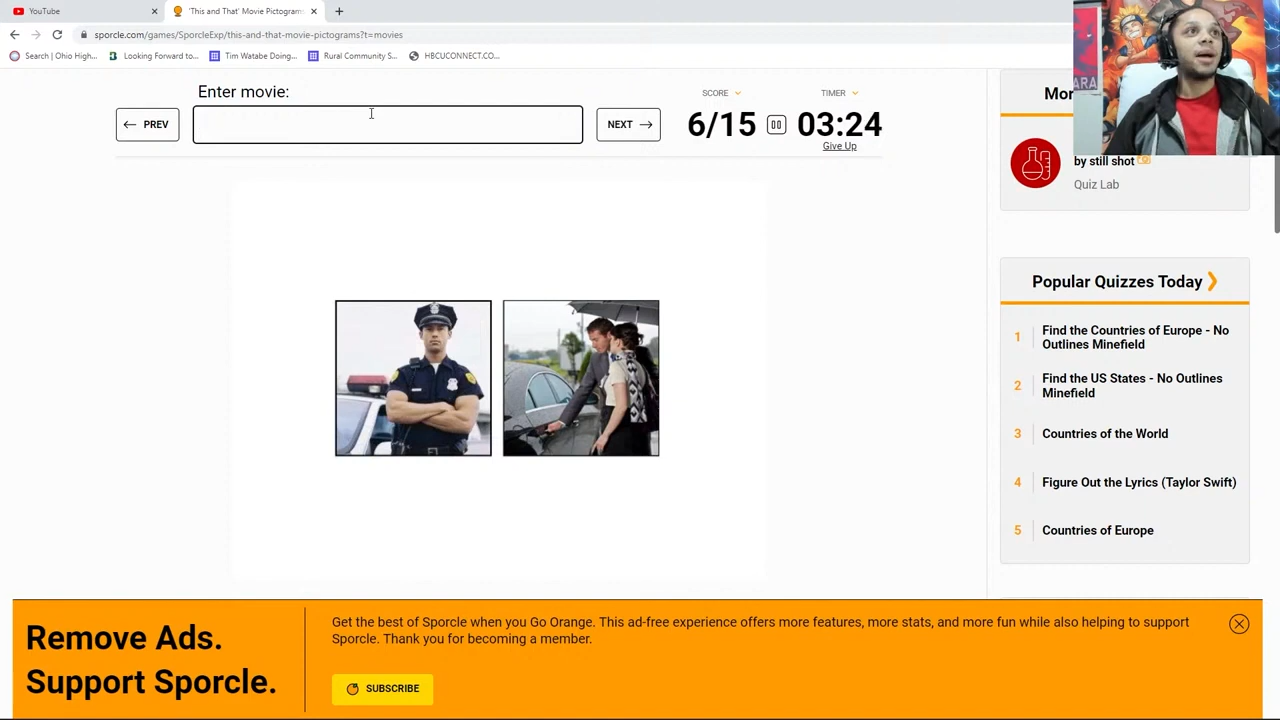 YouTube
'This and That' Movie Pictograms
sporcle.com/games/SporcleExp/this-and-that-movie-pictograms?t=movies
Search | Ohio High...
Looking Forward to...
Tim Watabe Doing...
Rural Community S...
HBCUCONNECT.CO...
Enter movie:
PREV
NEXT
SCORE
6/15
TIMER
03:24
Give Up
Mor
by still shot
Quiz Lab
Popular Quizzes Today
1 Find the Countries of Europe - No
Outlines Minefield
2 Find the US States - No Outlines
Minefield
3 Countries of the World
4 Figure Out the Lyrics (Taylor Swift)
5 Countries of Europe
Remove Ads.
Support Sporcle.
Get the best of Sporcle when you Go Orange. This ad-free experience offers more features, more stats, and more fun while also helping to support
Sporcle. Thank you for becoming a member.
SUBSCRIBE